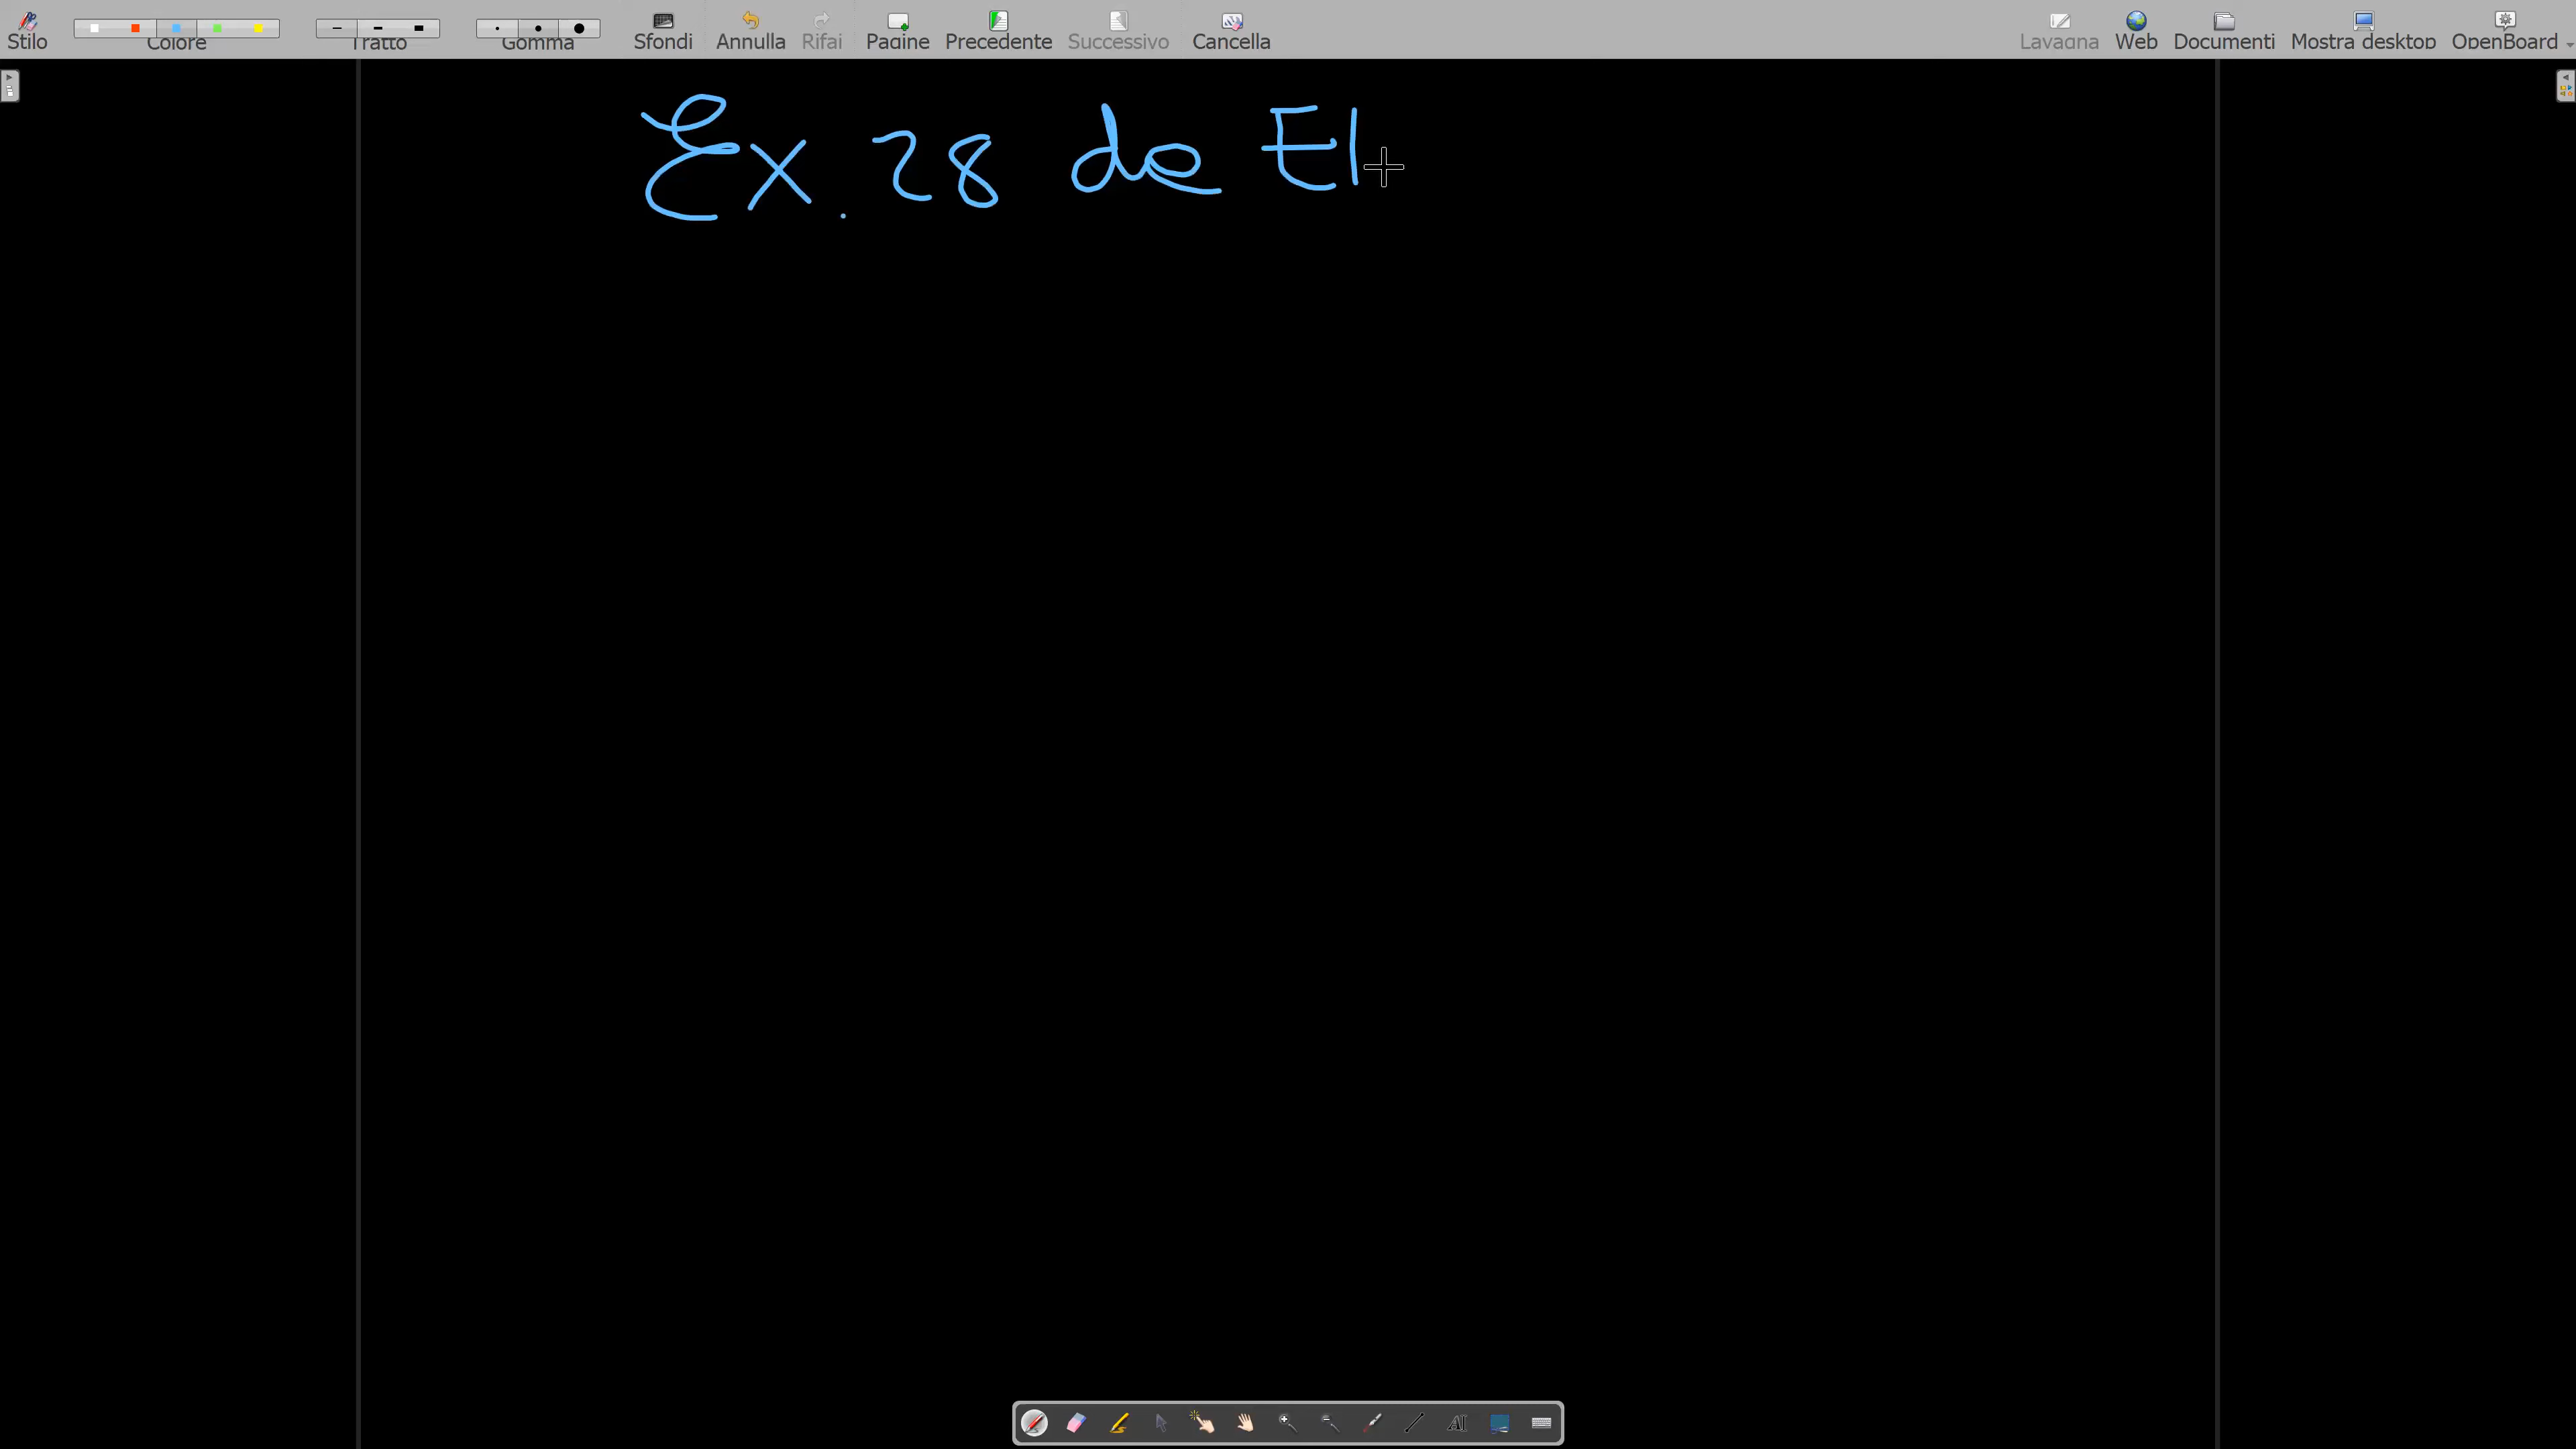 Stilo Colore Tratto Gomma Sfondi Annulla Rifai Pagine Precedente Successivo Cancella Lavagna Web Documenti Mostra desktop OpenBoard
Ex. 28 de El
AI